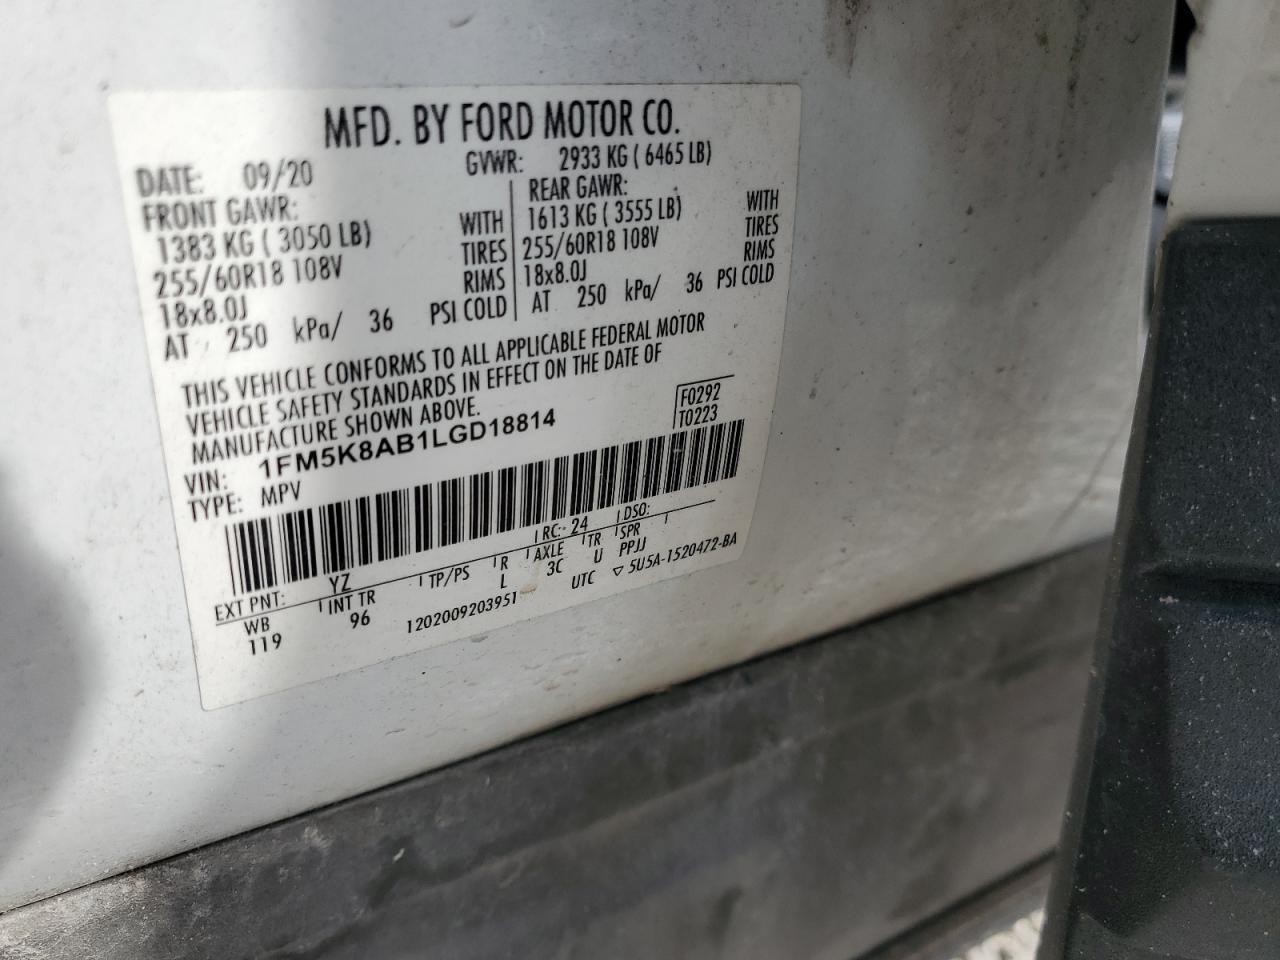 MFD. BY FORD MOTOR CO.
DATE: 09/20 GVWR: 2933 KG ( 6465 LB)
FRONT GAWR:
1383 KG ( 3050 LB) WITH
255/60R18 108V TIRES
18x8.0J RIMS
AT 250 kPa/ 36 PSI COLD
REAR GAWR:
1613 KG ( 3555 LB) WITH
255/60R18 108V TIRES
18x8.0J RIMS
AT 250 kPa/ 36 PSI COLD
THIS VEHICLE CONFORMS TO ALL APPLICABLE FEDERAL MOTOR
VEHICLE SAFETY STANDARDS IN EFFECT ON THE DATE OF
MANUFACTURE SHOWN ABOVE.
F0292
T0223
VIN: 1FM5K8AB1LGD18814
TYPE: MPV
EXT PNT: YZ RC: 24 DSO:
WB INT TR TP/PS R AXLE TR SPR
119 96 L 3C U PPJJ
1202009203951 UTC ▽ 5U5A-1520472-BA